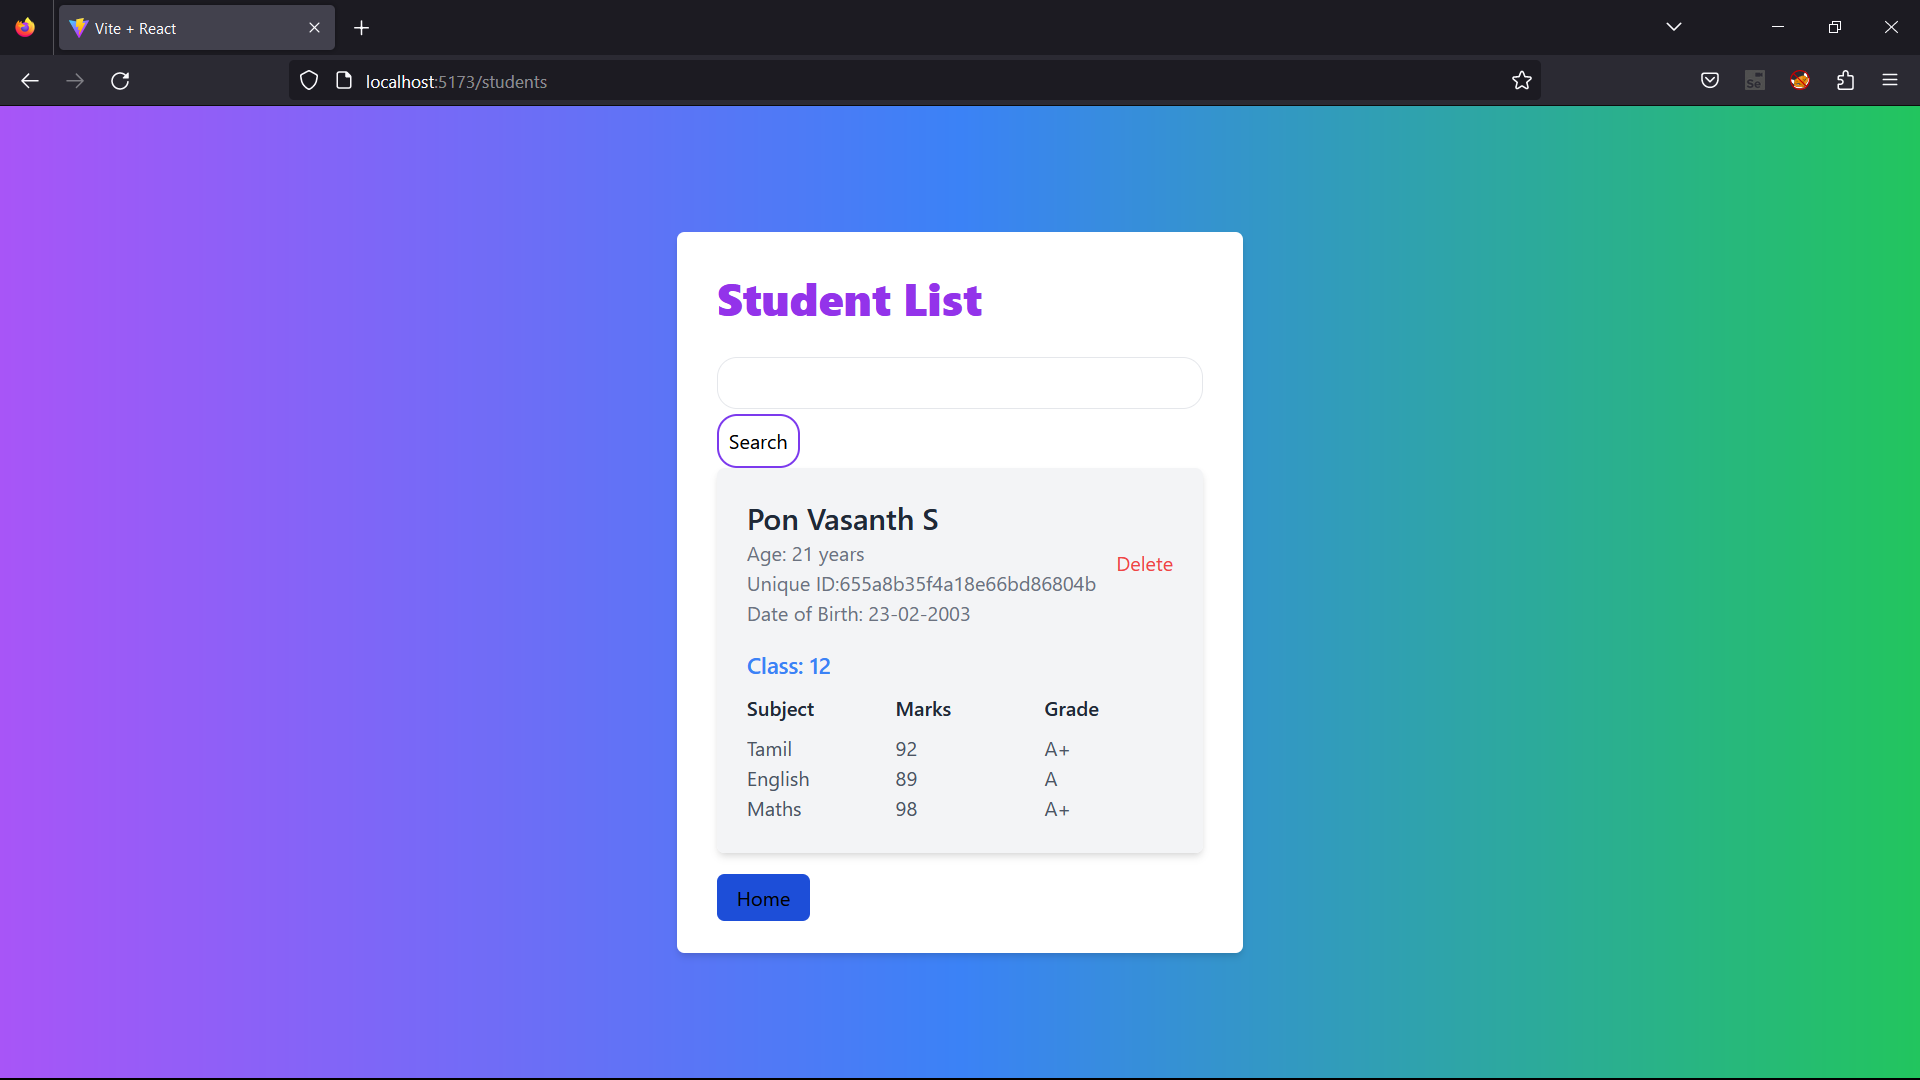 Vite + React
localhost:5173/students
Se
Student List
Search
Pon Vasanth S
Age: 21 years
Unique ID:655a8b35f4a18e66bd86804b
Date of Birth: 23-02-2003
Delete
Class: 12
Subject Marks Grade
Tamil 92 A+
English 89 A
Maths 98 A+
Home